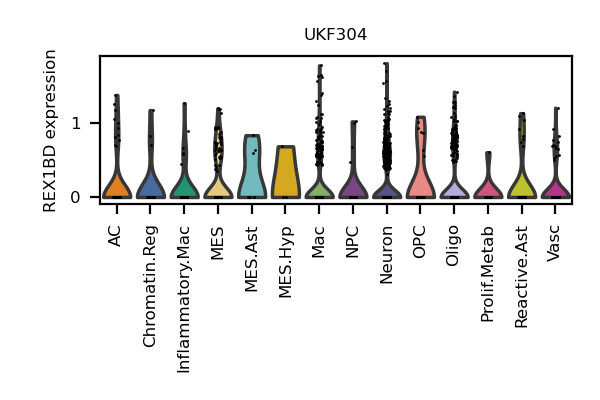 UKF304
REX1BD expression
1
0
AC
Chromatin.Reg
Inflammatory.Mac
MES
MES.Ast
MES.Hyp
Mac
NPC
Neuron
OPC
Oligo
Prolif.Metab
Reactive.Ast
Vasc